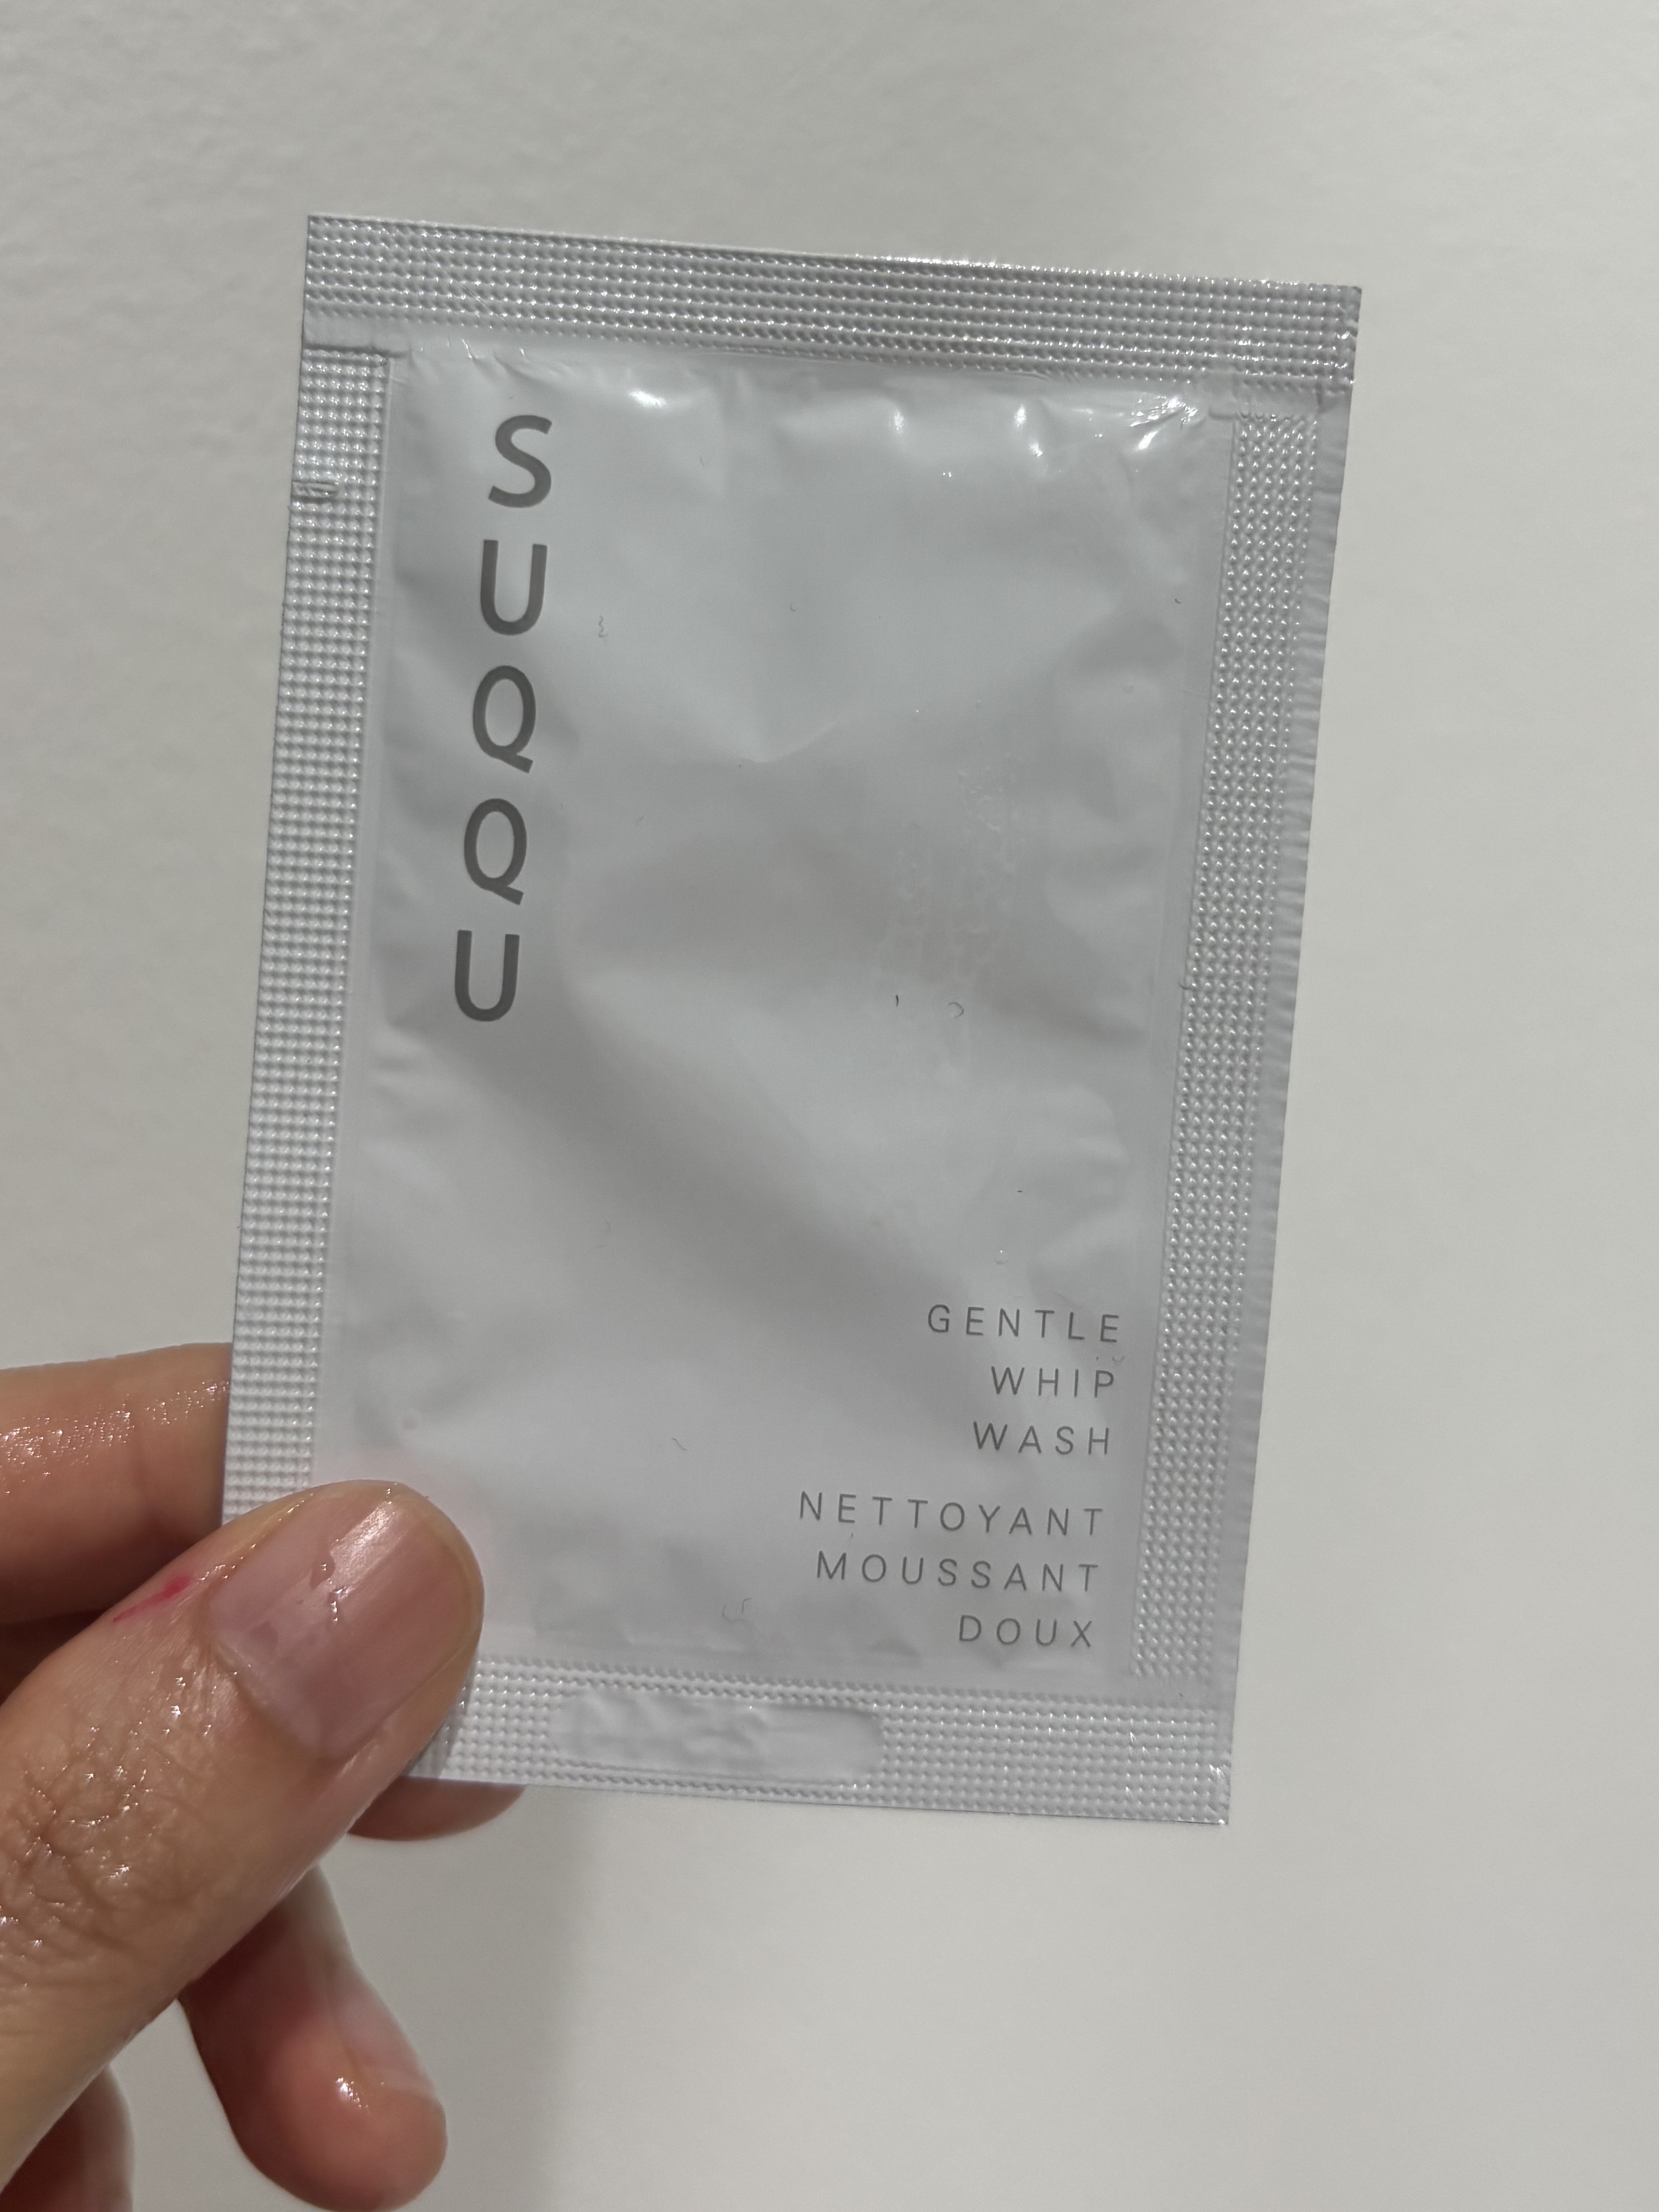 SUQQU
GENTLE
WHIP
WASH
NETTOYANT
MOUSSANT
DOUX